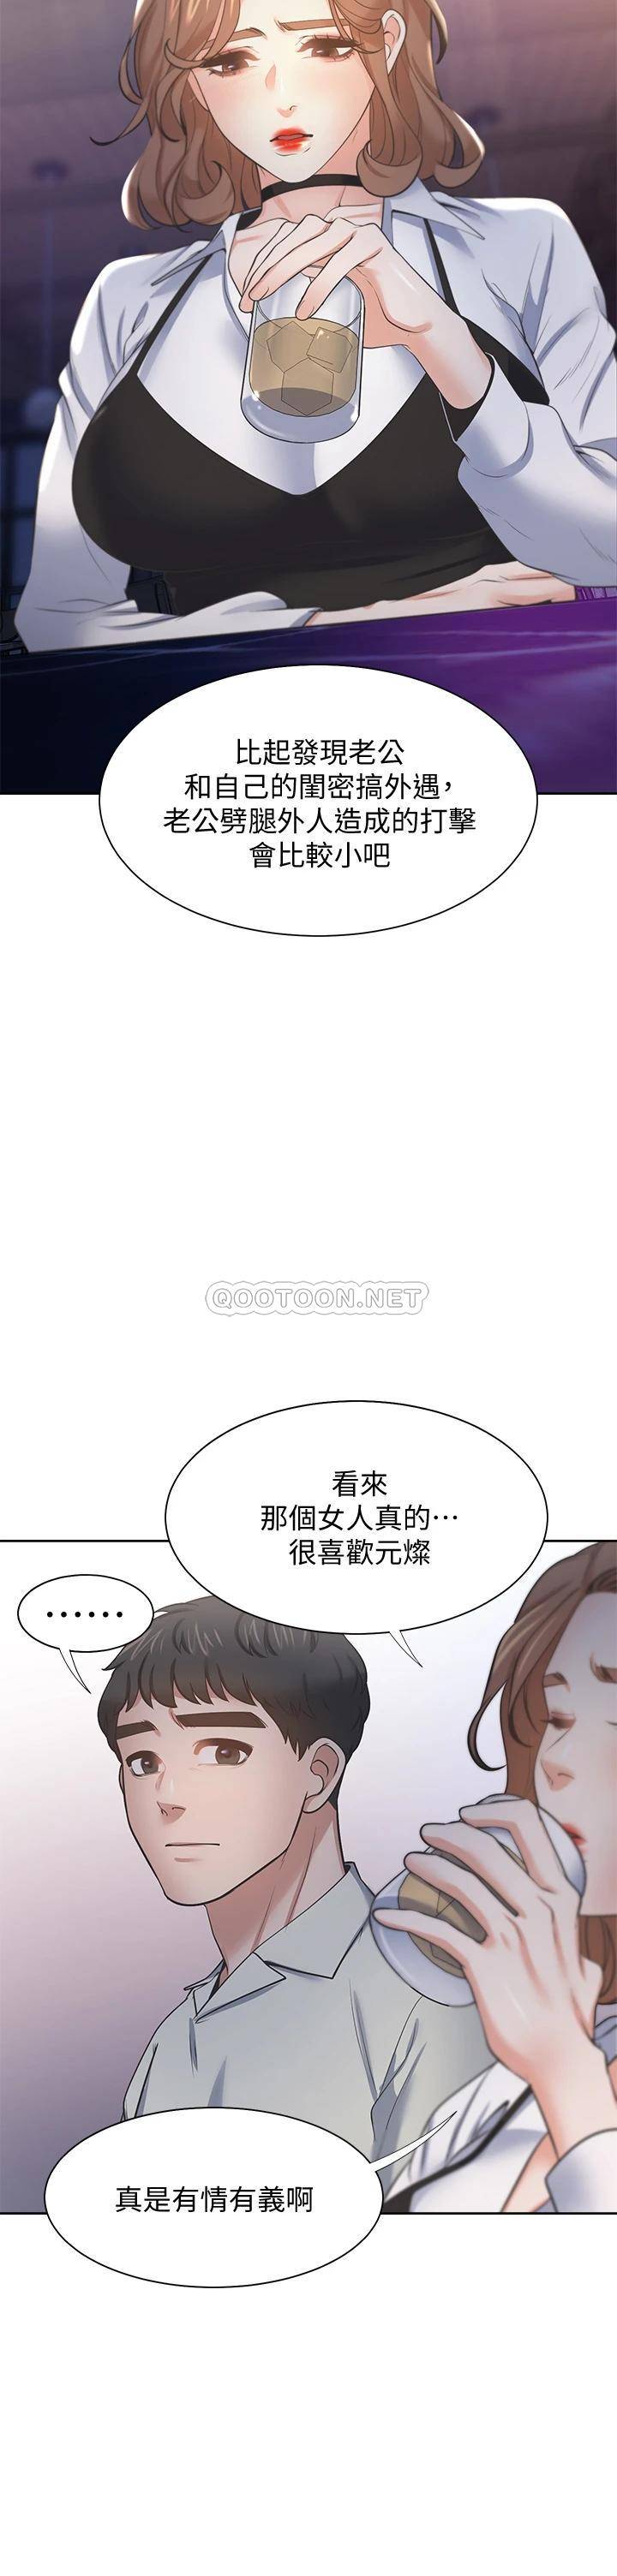 比起發現老公
和自己的閨密搞外遇,
老公劈腿外人造成的打擊
會比較小吧
QOOTOON.NET
看來
那個女人真的…
很喜歡元燦
……
真是有情有義啊